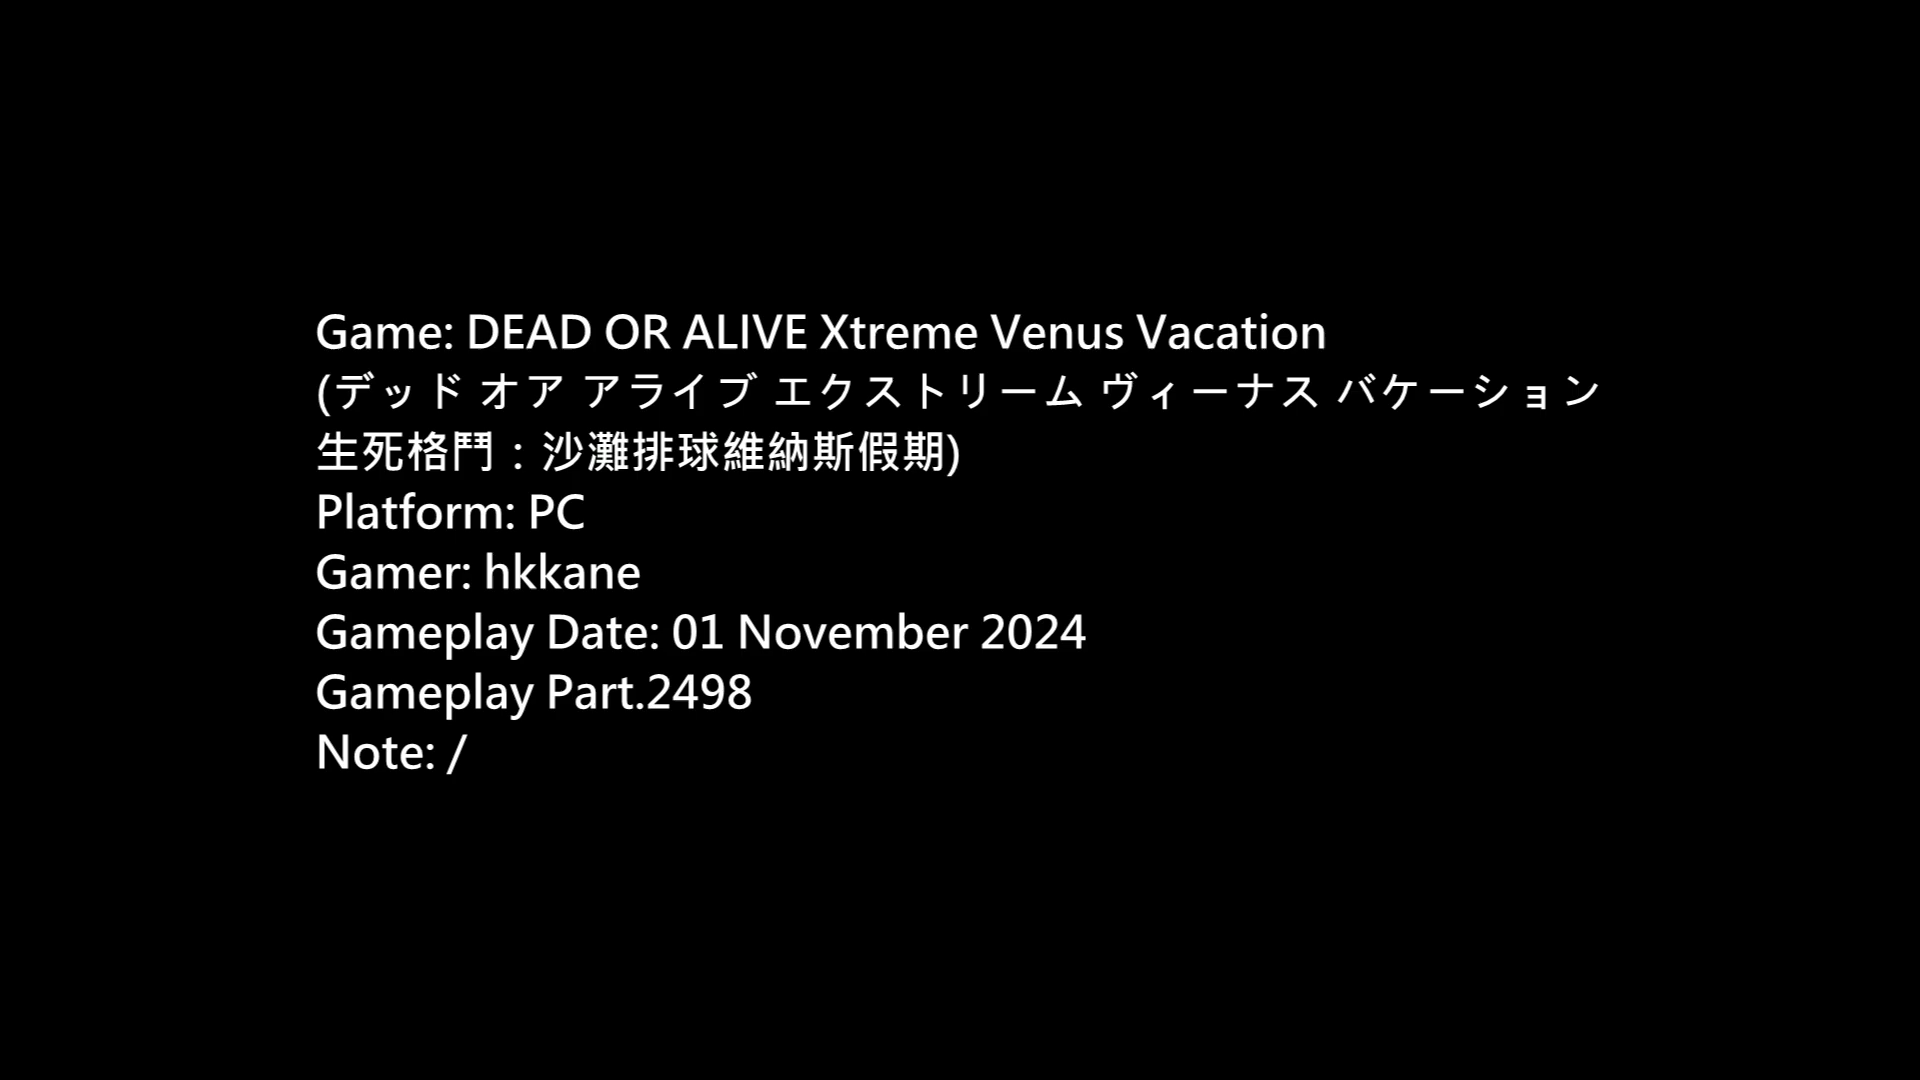 Game: DEAD OR ALIVE Xtreme Venus Vacation
(デッド オア アライブ エクストリーム ヴィーナス バケーション
生死格鬥：沙灘排球維納斯假期)
Platform: PC
Gamer: hkkane
Gameplay Date: 01 November 2024
Gameplay Part.2498
Note: /